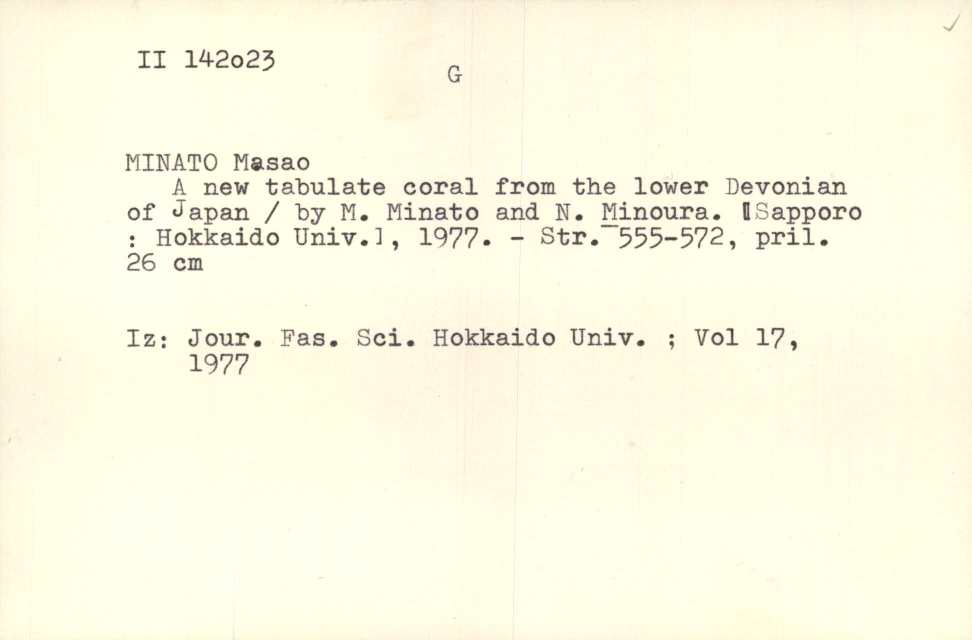 II 142o23
G
MINATO Masao
A new tabulate coral from the lower Devonian
of Japan / by M. Minato and N. Minoura. [Sapporo
: Hokkaido Univ.], 1977. - Str. 555-572, pril.
26 cm
Iz: Jour. Fas. Sci. Hokkaido Univ. ; Vol 17,
1977